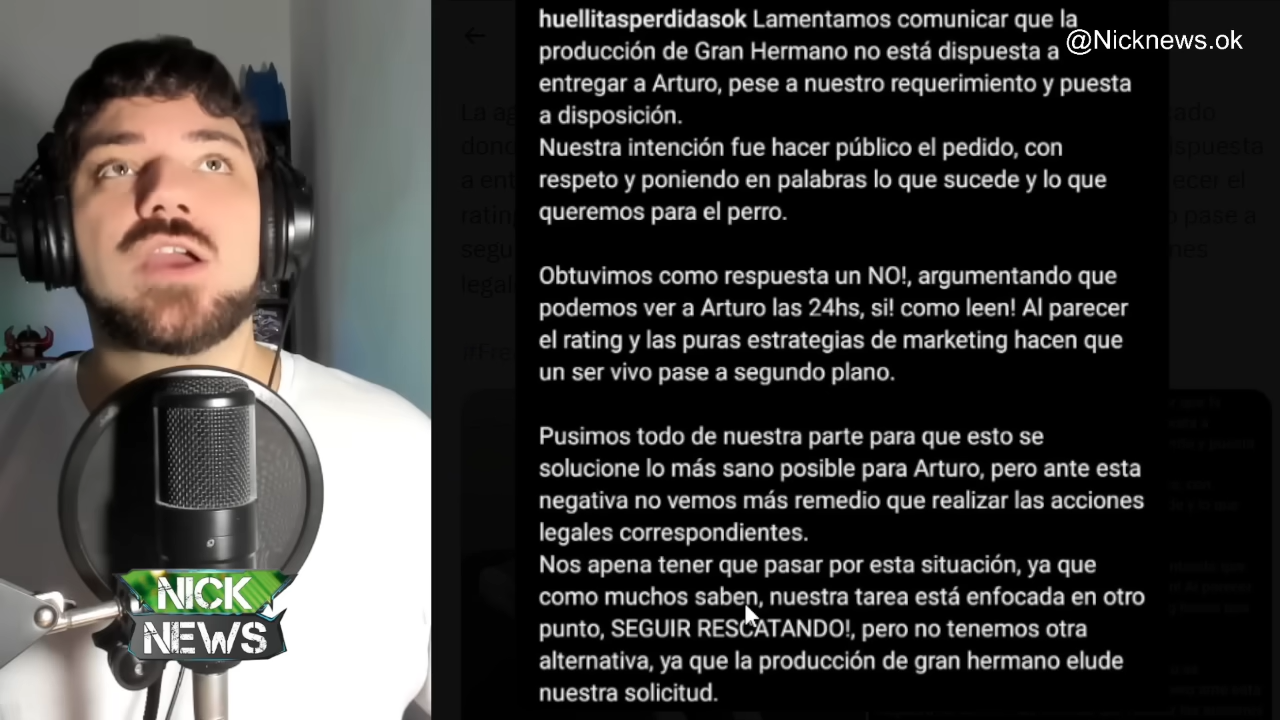 huellitasperdidasok Lamentamos comunicar que la
producción de Gran Hermano no está dispuesta a
entregar a Arturo, pese a nuestro requerimiento y puesta
a disposición.
Nuestra intención fue hacer público el pedido, con
respeto y poniendo en palabras lo que sucede y lo que
queremos para el perro.
Obtuvimos como respuesta un NO!, argumentando que
podemos ver a Arturo las 24hs, si! como leen! Al parecer
el rating y las puras estrategias de marketing hacen que
un ser vivo pase a segundo plano.
Pusimos todo de nuestra parte para que esto se
solucione lo más sano posible para Arturo, pero ante esta
negativa no vemos más remedio que realizar las acciones
legales correspondientes.
Nos apena tener que pasar por esta situación, ya que
como muchos saben, nuestra tarea está enfocada en otro
punto, SEGUIR RESCATANDO!, pero no tenemos otra
alternativa, ya que la producción de gran hermano elude
nuestra solicitud.
@Nicknews.ok
NICK
NEWS